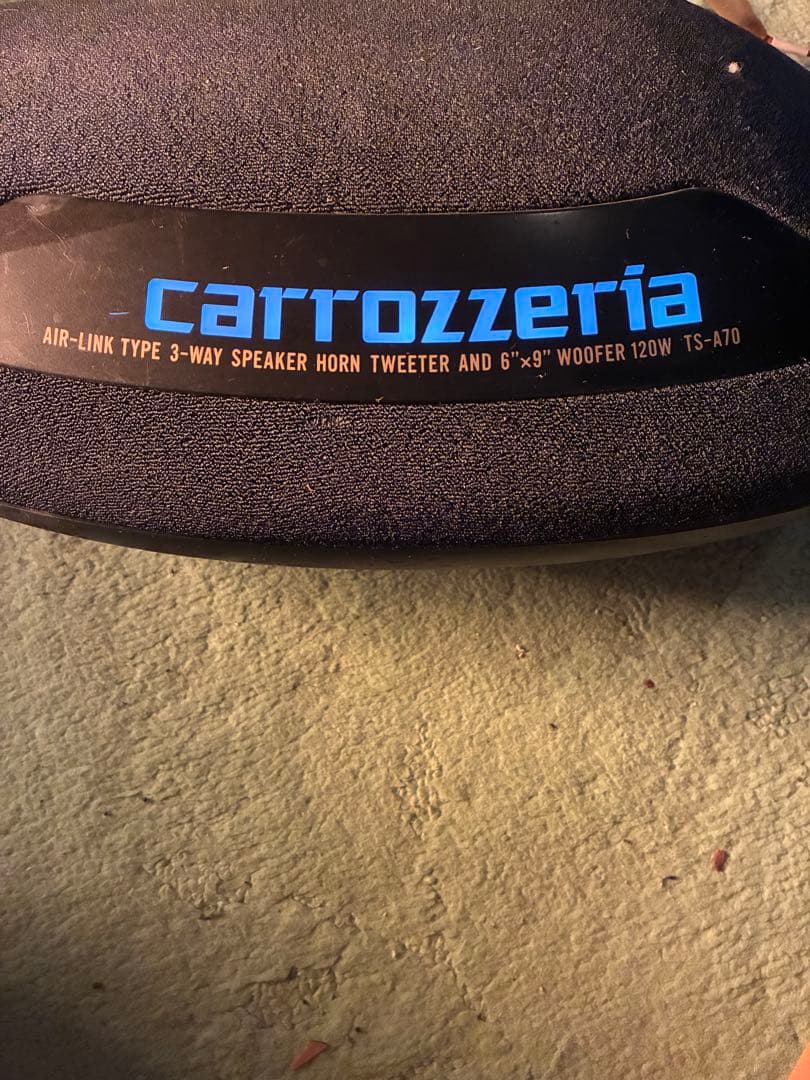 carrozzeria
AIR-LINK TYPE 3-WAY SPEAKER HORN TWEETER AND 6"×9" WOOFER 120W TS-A70